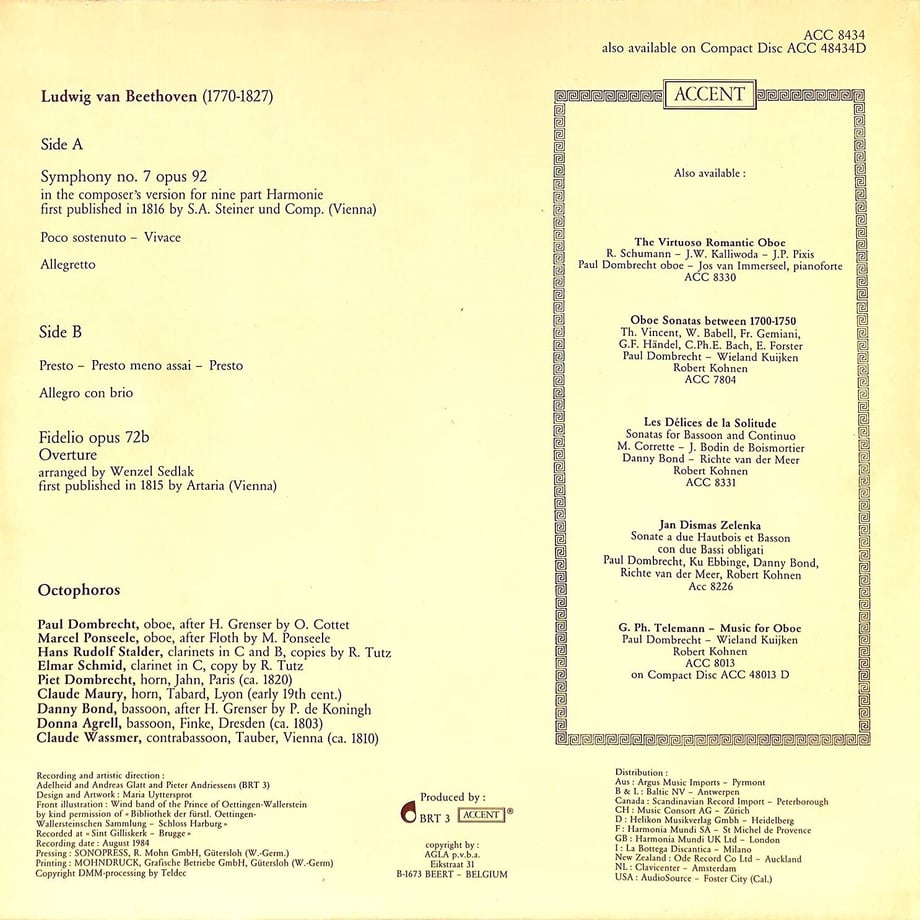 ACC 8434
also available on Compact Disc ACC 48434D
Ludwig van Beethoven (1770-1827)
Side A
Symphony no. 7 opus 92
in the composer's version for nine part Harmonie
first published in 1816 by S.A. Steiner und Comp. (Vienna)
Poco sostenuto – Vivace
Allegretto
Side B
Presto – Presto meno assai – Presto
Allegro con brio
Fidelio opus 72b
Overture
arranged by Wenzel Sedlak
first published in 1815 by Artaria (Vienna)
Octophoros
Paul Dombrecht, oboe, after H. Grenser by O. Cottet
Marcel Ponseele, oboe, after Floth by M. Ponseele
Hans Rudolf Stalder, clarinets in C and B, copies by R. Tutz
Elmar Schmid, clarinet in C, copy by R. Tutz
Piet Dombrecht, horn, Jahn, Paris (ca. 1820)
Claude Maury, horn, Tabard, Lyon (early 19th cent.)
Danny Bond, bassoon, after H. Grenser by P. de Koningh
Donna Agrell, bassoon, Finke, Dresden (ca. 1803)
Claude Wassmer, contrabassoon, Tauber, Vienna (ca. 1810)
ACCENT
Also available :
The Virtuoso Romantic Oboe
R. Schumann – J.W. Kalliwoda – J.P. Pixis
Paul Dombrecht oboe – Jos van Immerseel, pianoforte
ACC 8330
Oboe Sonatas between 1700-1750
Th. Vincent, W. Babell, Fr. Gemiani,
G.F. Händel, C.Ph.E. Bach, E. Forster
Paul Dombrecht – Wieland Kuijken
Robert Kohnen
ACC 7804
Les Délices de la Solitude
Sonatas for Bassoon and Continuo
M. Corrette – J. Bodin de Boismortier
Danny Bond – Richte van der Meer
Robert Kohnen
ACC 8331
Jan Dismas Zelenka
Sonate a due Hautbois et Basson
con due Bassi obligati
Paul Dombrecht, Ku Ebbinge, Danny Bond,
Richte van der Meer, Robert Kohnen
Acc 8226
G. Ph. Telemann – Music for Oboe
Paul Dombrecht – Wieland Kuijken
Robert Kohnen
ACC 8013
on Compact Disc ACC 48013 D
Recording and artistic direction :
Adelheid and Andreas Glatt and Pieter Andriessens (BRT 3)
Design and Artwork : Maria Uyttersprot
Front illustration : Wind band of the Prince of Oettingen-Wallerstein
by kind permission of « Bibliothek der fürstl. Oettingen-
Wallersteinschen Sammlung – Schloss Harburg »
Recorded at « Sint Gilliskerk – Brugge »
Recording date : August 1984
Pressing : SONOPRESS, R. Mohn GmbH, Gütersloh (W.-Germ.)
Printing : MOHNDRUCK, Grafische Betriebe GmbH, Gütersloh (W.-Germ)
Copyright DMM-processing by Teldec
Produced by :
BRT 3 ACCENT ®
copyright by :
AGLA p.v.b.a.
Eikstraat 31
B-1673 BEERT – BELGIUM
Distribution :
Aus : Argus Music Imports – Pyrmont
B & L : Baltic NV – Antwerpen
Canada : Scandinavian Record Import – Peterborough
CH : Music Consort AG – Zürich
D : Helikon Musikverlag Gmbh – Heidelberg
F : Harmonia Mundi SA – St Michel de Provence
GB : Harmonia Mundi UK Ltd – London
I : La Bottega Discantica – Milano
New Zealand : Ode Record Co Ltd – Auckland
NL : Clavicenter – Amsterdam
USA : AudioSource – Foster City (Cal.)